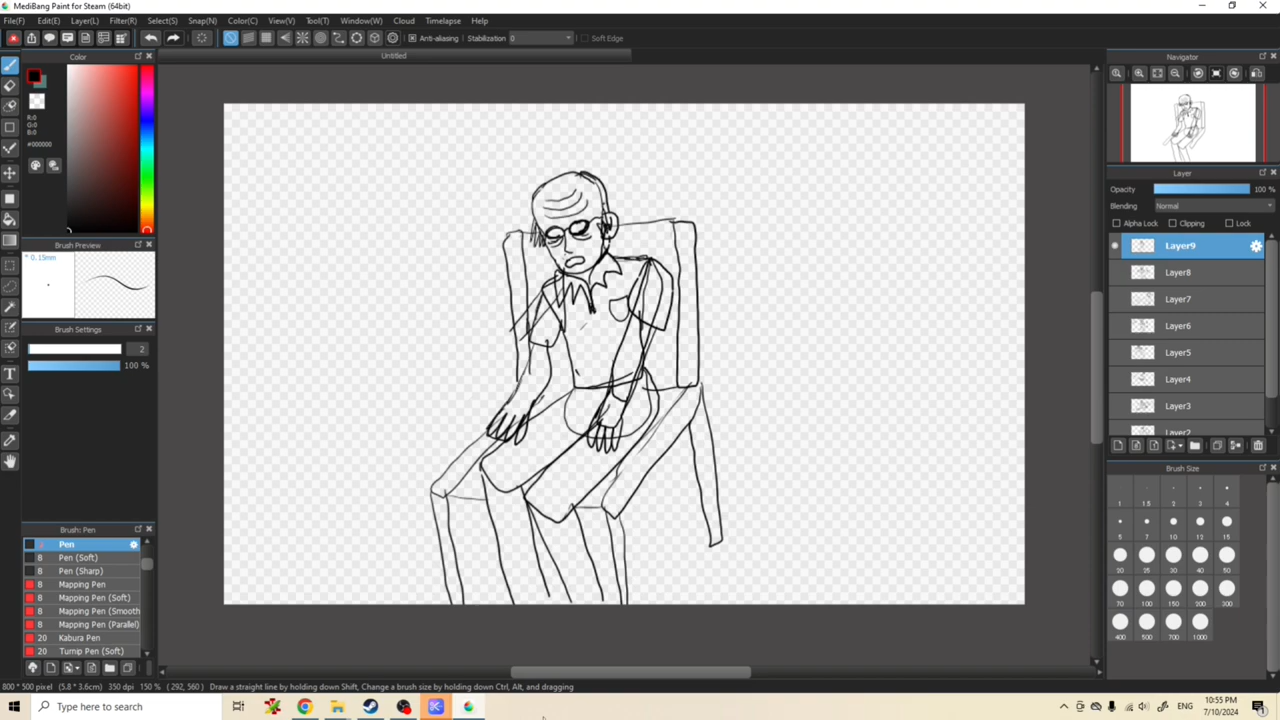 MediBang Paint for Steam (64bit)
File(F) Edit(E) Layer(L) Filter(R) Select(S) Snap(N) Color(C) View(V) Tool(T) Window(W) Cloud Timelapse Help
Anti-aliasing Stabilization 0 Soft Edge
Color
Untitled
Navigator
R:0
G:0
B:0
#000000
Layer
Opacity 100 %
Blending Normal
Alpha Lock Clipping Lock
Brush Preview
* 0.15mm
Layer9
Layer8
Layer7
Layer6
Layer5
Layer4
Layer3
Layer2
Brush Settings
2
100 %
Brush Size
1 1.5 2 3 4
5 7 10 12 15
20 25 30 40 50
70 100 150 200 300
400 500 700 1000
Brush: Pen
Pen
8 Pen (Soft)
8 Pen (Sharp)
8 Mapping Pen
8 Mapping Pen (Soft)
8 Mapping Pen (Smooth
8 Mapping Pen (Parallel)
20 Kabura Pen
20 Turnip Pen (Soft)
800 * 500 pixel (5.8 * 3.6cm) 350 dpi 150 % ( 292, 560 ) Draw a straight line by holding down Shift, Change a brush size by holding down Ctrl, Alt, and dragging
Type here to search
ENG
10:55 PM
7/10/2024
1